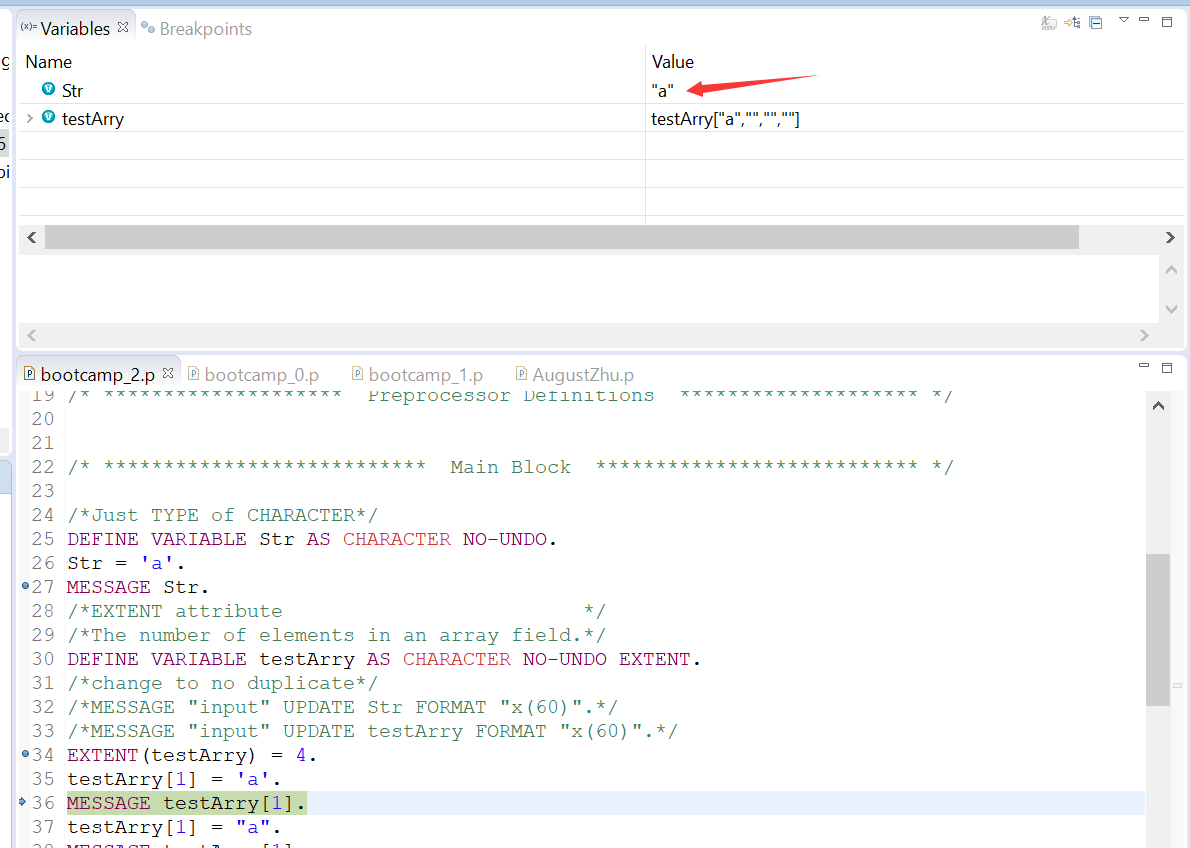 (x)= Variables Breakpoints
Name Value
Str "a"
testArry testArry["a","","",""]
bootcamp_2.p bootcamp_0.p bootcamp_1.p AugustZhu.p
19 /* ******************** Preprocessor Definitions ******************** */
20
21
22 /* *************************** Main Block *************************** */
23
24 /*Just TYPE of CHARACTER*/
25 DEFINE VARIABLE Str AS CHARACTER NO-UNDO.
26 Str = 'a'.
27 MESSAGE Str.
28 /*EXTENT attribute */
29 /*The number of elements in an array field.*/
30 DEFINE VARIABLE testArry AS CHARACTER NO-UNDO EXTENT.
31 /*change to no duplicate*/
32 /*MESSAGE "input" UPDATE Str FORMAT "x(60)".*/
33 /*MESSAGE "input" UPDATE testArry FORMAT "x(60)".*/
34 EXTENT(testArry) = 4.
35 testArry[1] = 'a'.
36 MESSAGE testArry[1].
37 testArry[1] = "a".